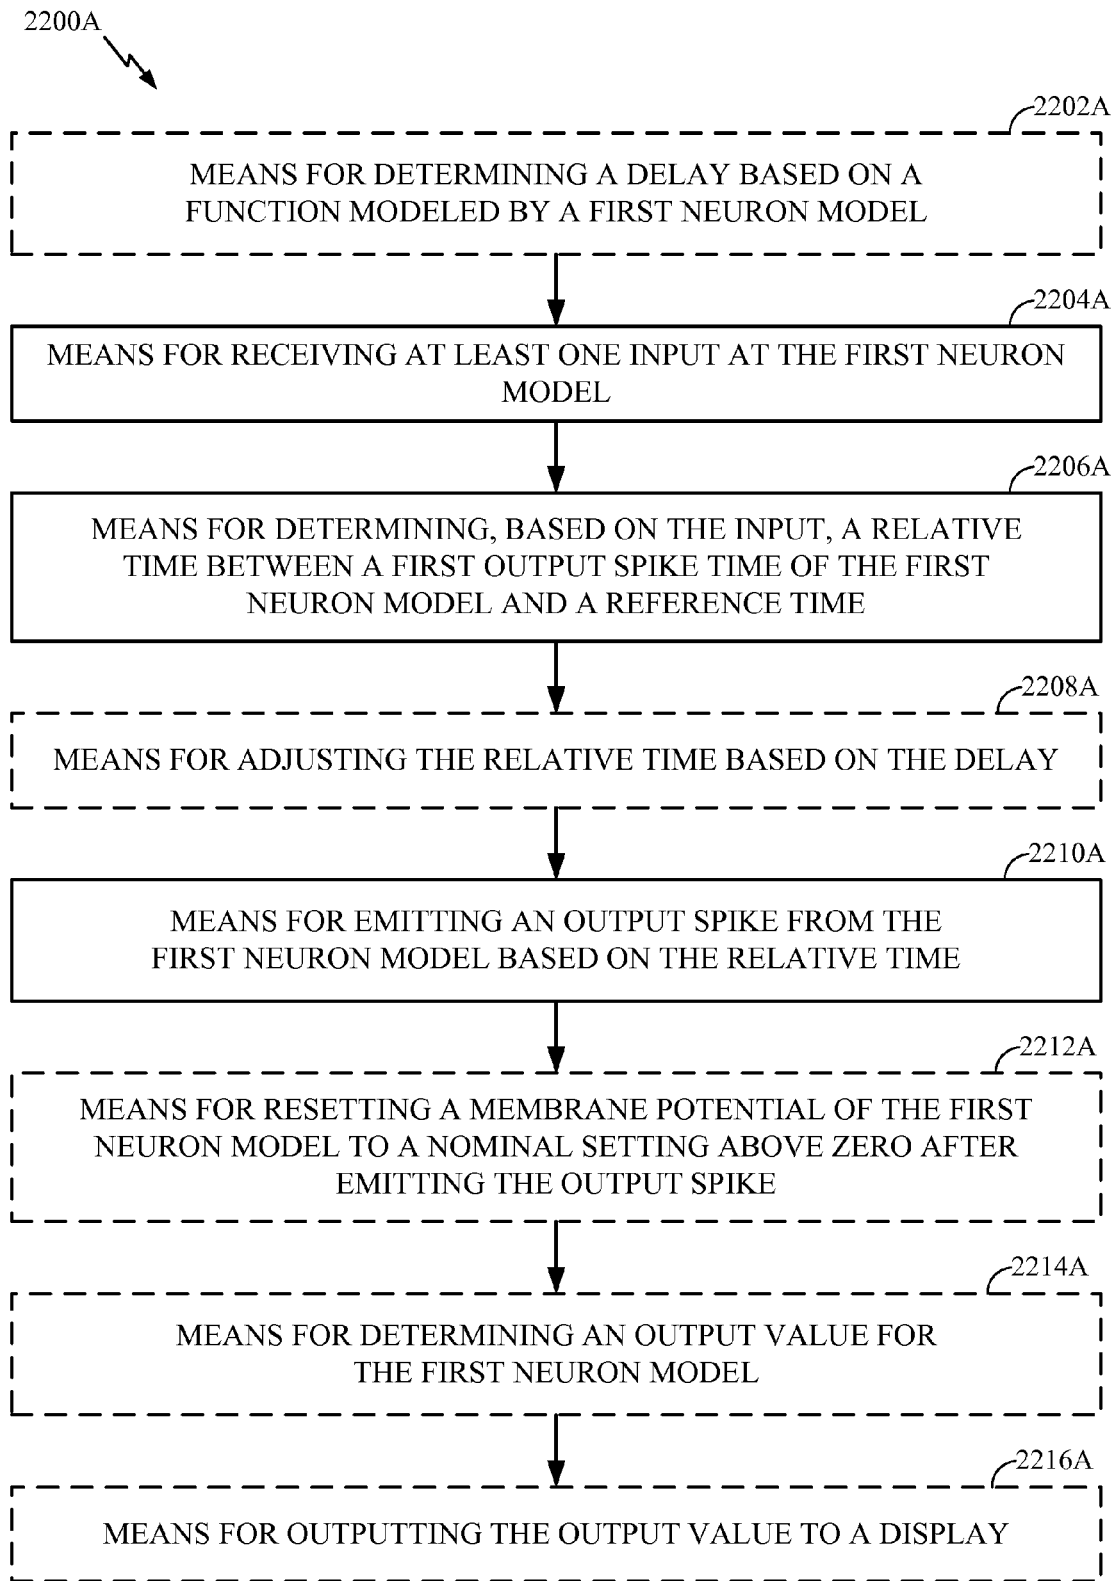 2200A
2202A
MEANS FOR DETERMINING A DELAY BASED ON A
FUNCTION MODELED BY A FIRST NEURON MODEL
2204A
MEANS FOR RECEIVING AT LEAST ONE INPUT AT THE FIRST NEURON
MODEL
2206A
MEANS FOR DETERMINING, BASED ON THE INPUT, A RELATIVE
TIME BETWEEN A FIRST OUTPUT SPIKE TIME OF THE FIRST
NEURON MODEL AND A REFERENCE TIME
2208A
MEANS FOR ADJUSTING THE RELATIVE TIME BASED ON THE DELAY
2210A
MEANS FOR EMITTING AN OUTPUT SPIKE FROM THE
FIRST NEURON MODEL BASED ON THE RELATIVE TIME
2212A
MEANS FOR RESETTING A MEMBRANE POTENTIAL OF THE FIRST
NEURON MODEL TO A NOMINAL SETTING ABOVE ZERO AFTER
EMITTING THE OUTPUT SPIKE
2214A
MEANS FOR DETERMINING AN OUTPUT VALUE FOR
THE FIRST NEURON MODEL
2216A
MEANS FOR OUTPUTTING THE OUTPUT VALUE TO A DISPLAY